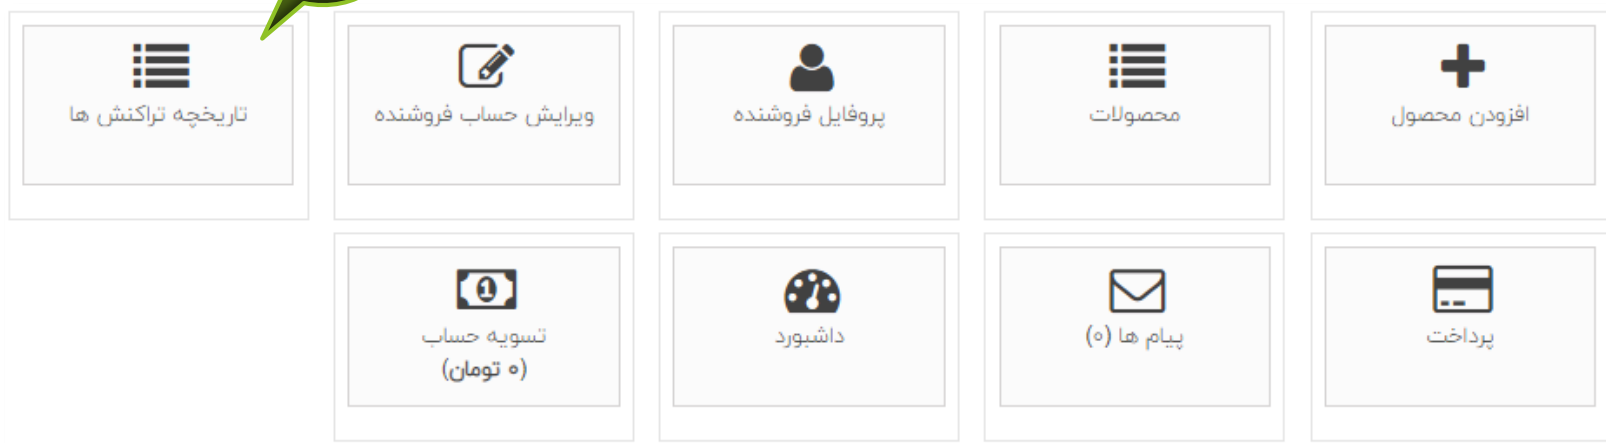 افزودن محصول
محصولات
پروفایل فروشنده
ویرایش حساب فروشنده
تاریخچه تراکنش ها
پرداخت
پیام ها (۰)
داشبورد
تسویه حساب
(۰ تومان)